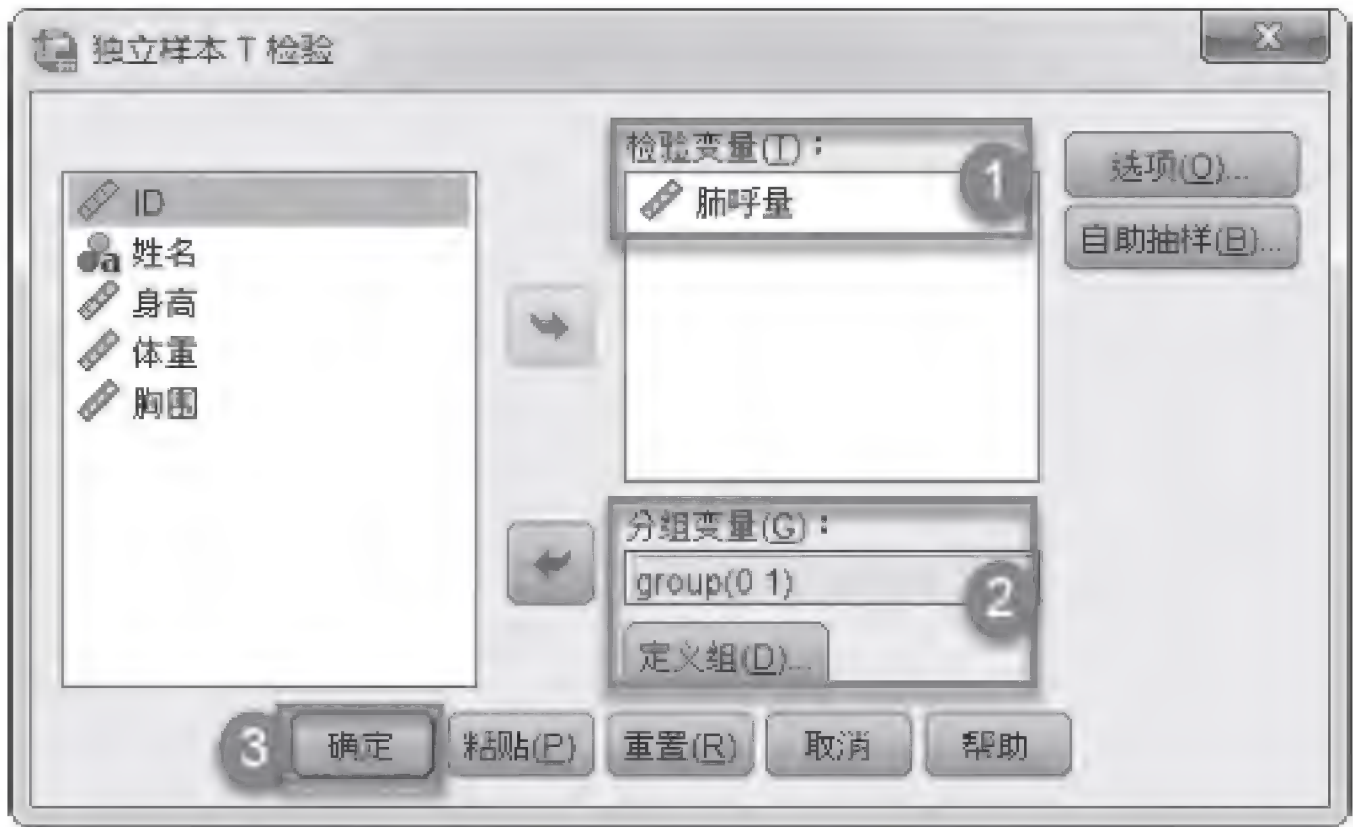 独立样本 T 检验
检验变量(T)：
1
肺呼量
选项(O)...
自助抽样(B)...
ID
姓名
身高
体重
胸围
分组变量(G)：
group(0 1)
2
定义组(D)...
3
确定
粘贴(P)
重置(R)
取消
帮助